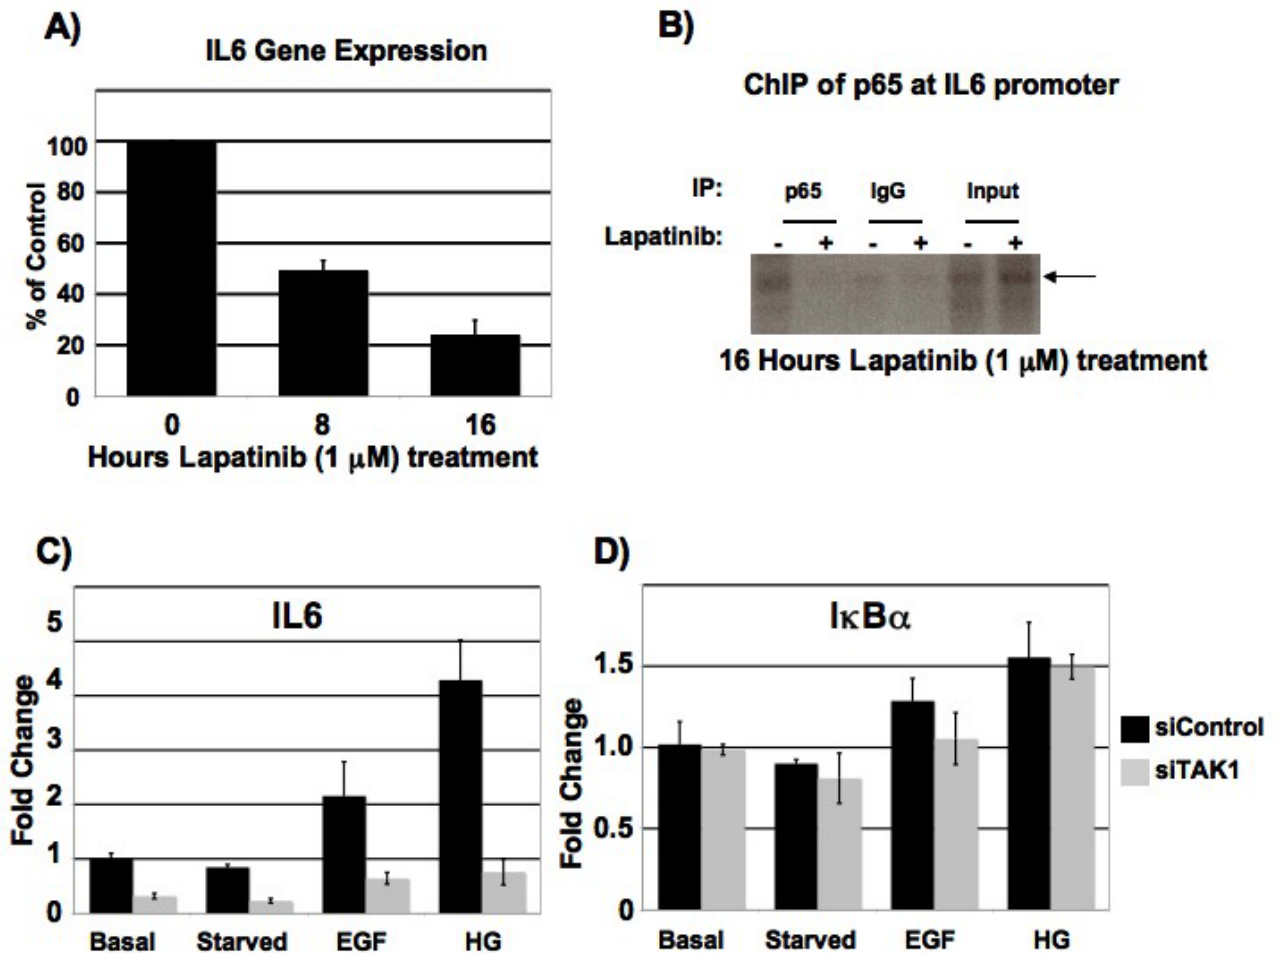 A)
IL6 Gene Expression
% of Control
100
80
60
40
20
0
0 8 16
Hours Lapatinib (1 μM) treatment
B)
ChIP of p65 at IL6 promoter
IP: p65 IgG Input
Lapatinib: - + - + - +
16 Hours Lapatinib (1 μM) treatment
C)
IL6
Fold Change
5
4
3
2
1
0
Basal Starved EGF HG
D)
IκBα
Fold Change
1.5
1.0
0.5
0
Basal Starved EGF HG
siControl
siTAK1